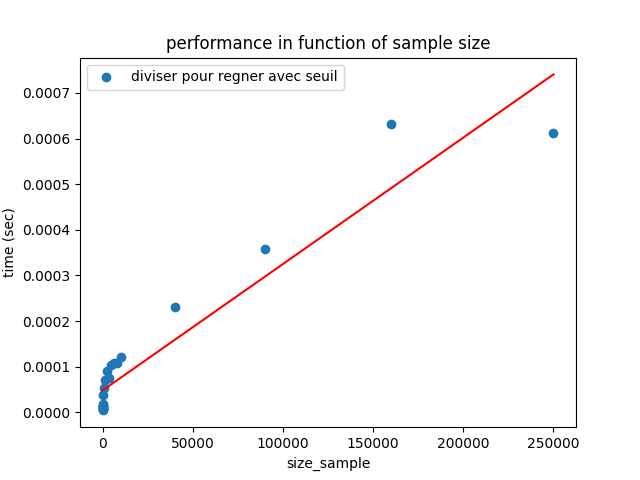 performance in function of sample size
diviser pour regner avec seuil
0.0007
0.0006
0.0005
0.0004
0.0003
0.0002
0.0001
0.0000
time (sec)
0 50000 100000 150000 200000 250000
size_sample